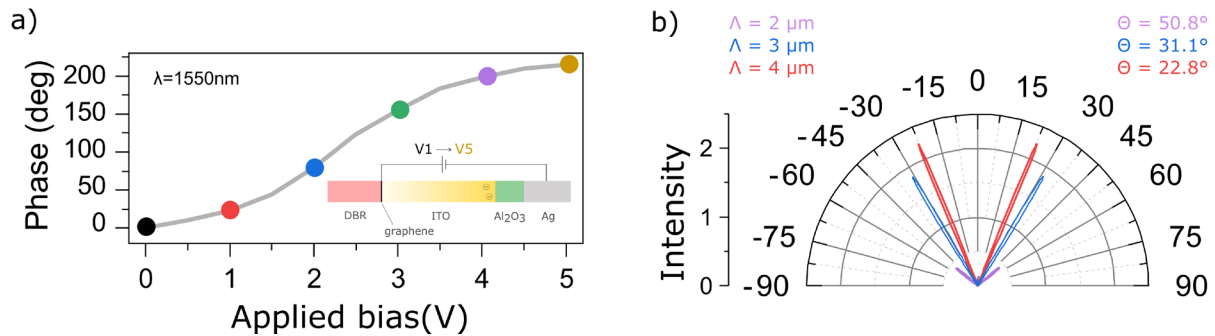 a)
λ=1550nm
Phase (deg)
200
150
100
50
0
V1 → V5
DBR
ITO
Al2O3
Ag
graphene
⊖
⊖
0 1 2 3 4 5
Applied bias(V)
b)
Λ = 2 μm
Λ = 3 μm
Λ = 4 μm
Θ = 50.8°
Θ = 31.1°
Θ = 22.8°
Intensity
2
1
0
-90
-75
-60
-45
-30
-15
0
15
30
45
60
75
90